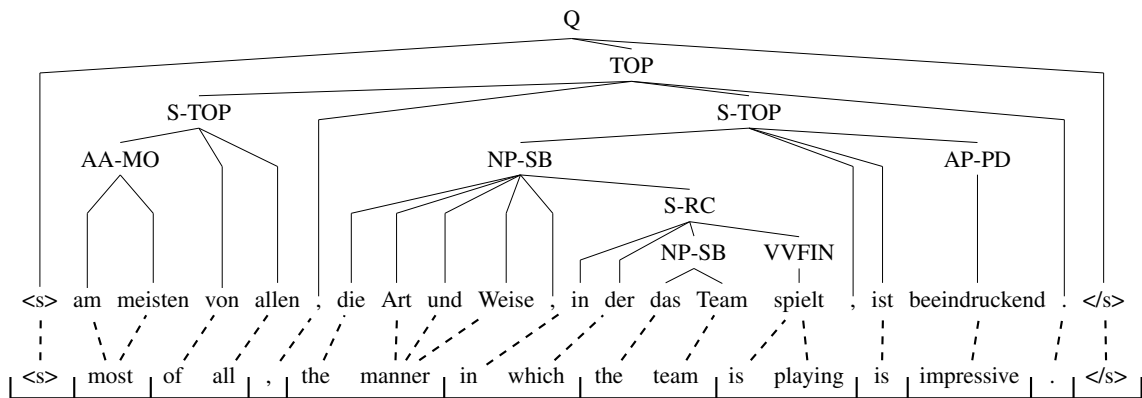 Q
TOP
S-TOP S-TOP
AA-MO NP-SB AP-PD
S-RC
NP-SB VVFIN
<s> am meisten von allen , die Art und Weise , in der das Team spielt , ist beeindruckend . </s>
<s> most of all , the manner in which the team is playing is impressive . </s>